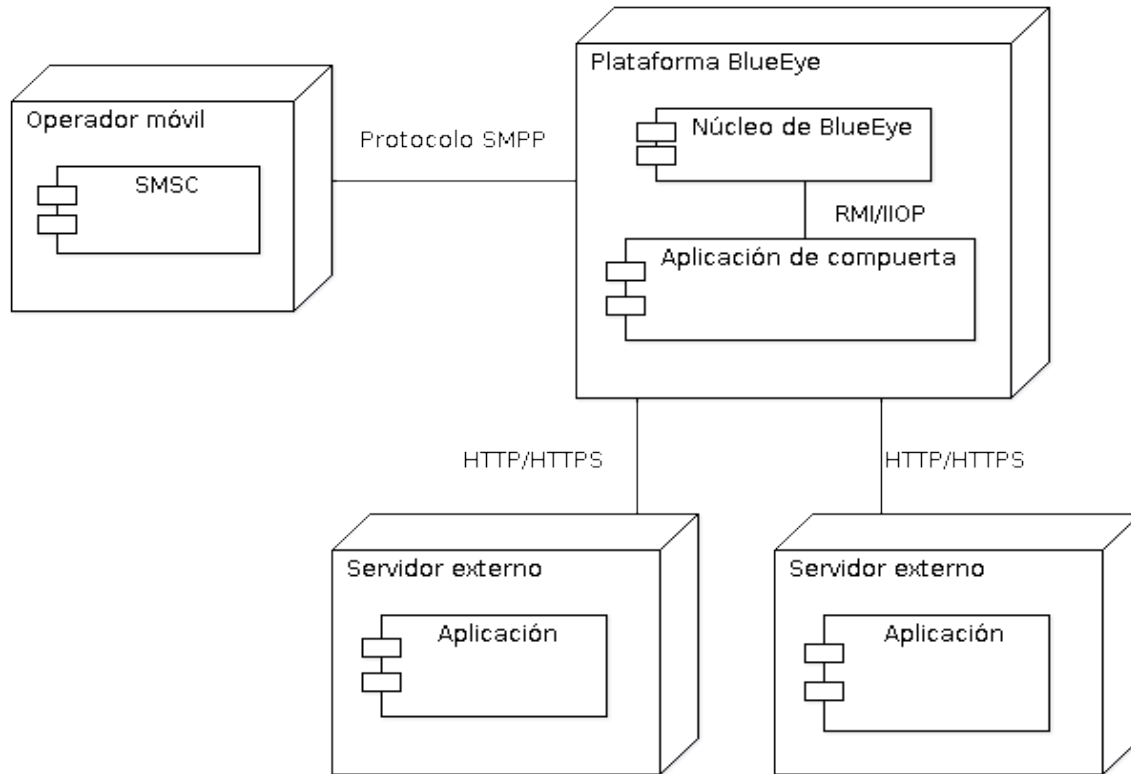 Plataforma BlueEye
Operador móvil
Protocolo SMPP
Núcleo de BlueEye
SMSC
RMI/IIOP
Aplicación de compuerta
HTTP/HTTPS
HTTP/HTTPS
Servidor externo
Servidor externo
Aplicación
Aplicación